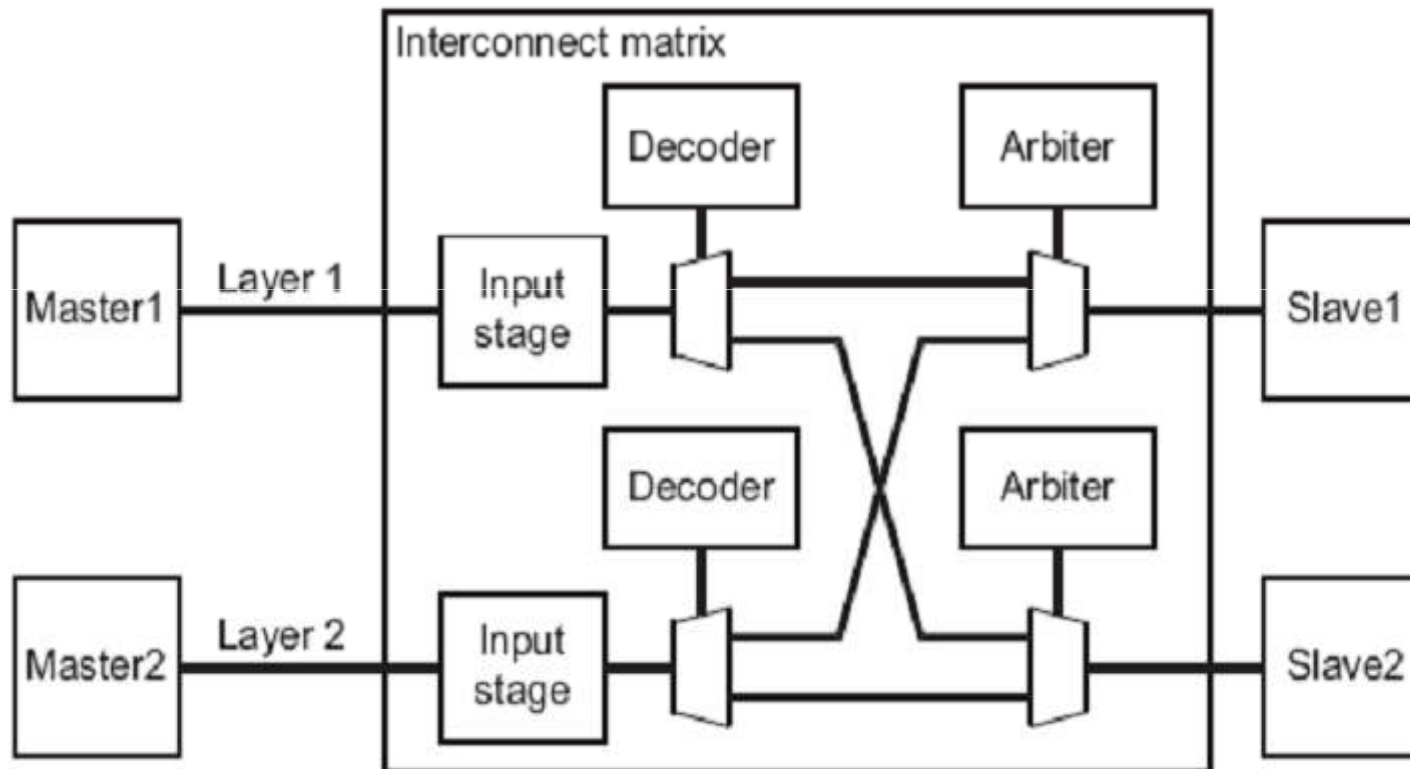 Interconnect matrix
Decoder
Arbiter
Master1
Layer 1
Input
stage
Slave1
Decoder
Arbiter
Master2
Layer 2
Input
stage
Slave2